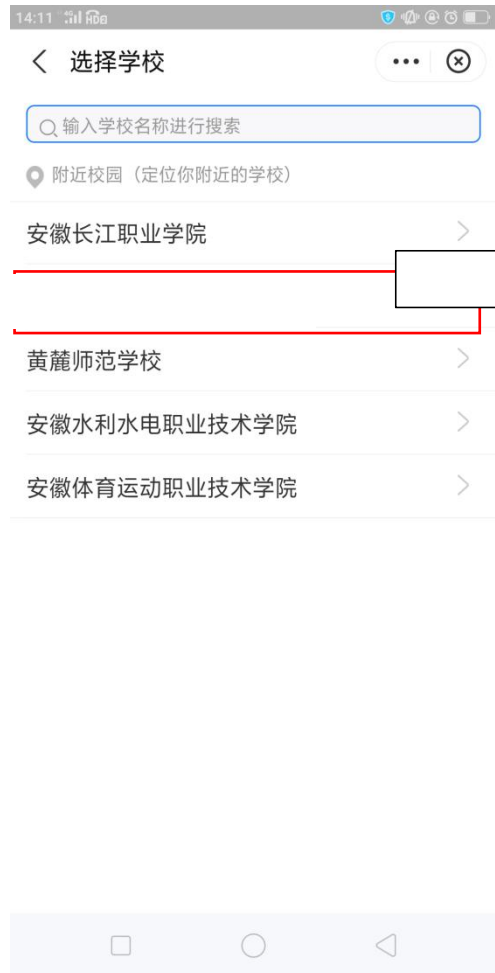 14:11 4G HD
选择学校
输入学校名称进行搜索
附近校园（定位你附近的学校）
安徽长江职业学院
黄麓师范学校
安徽水利水电职业技术学院
安徽体育运动职业技术学院